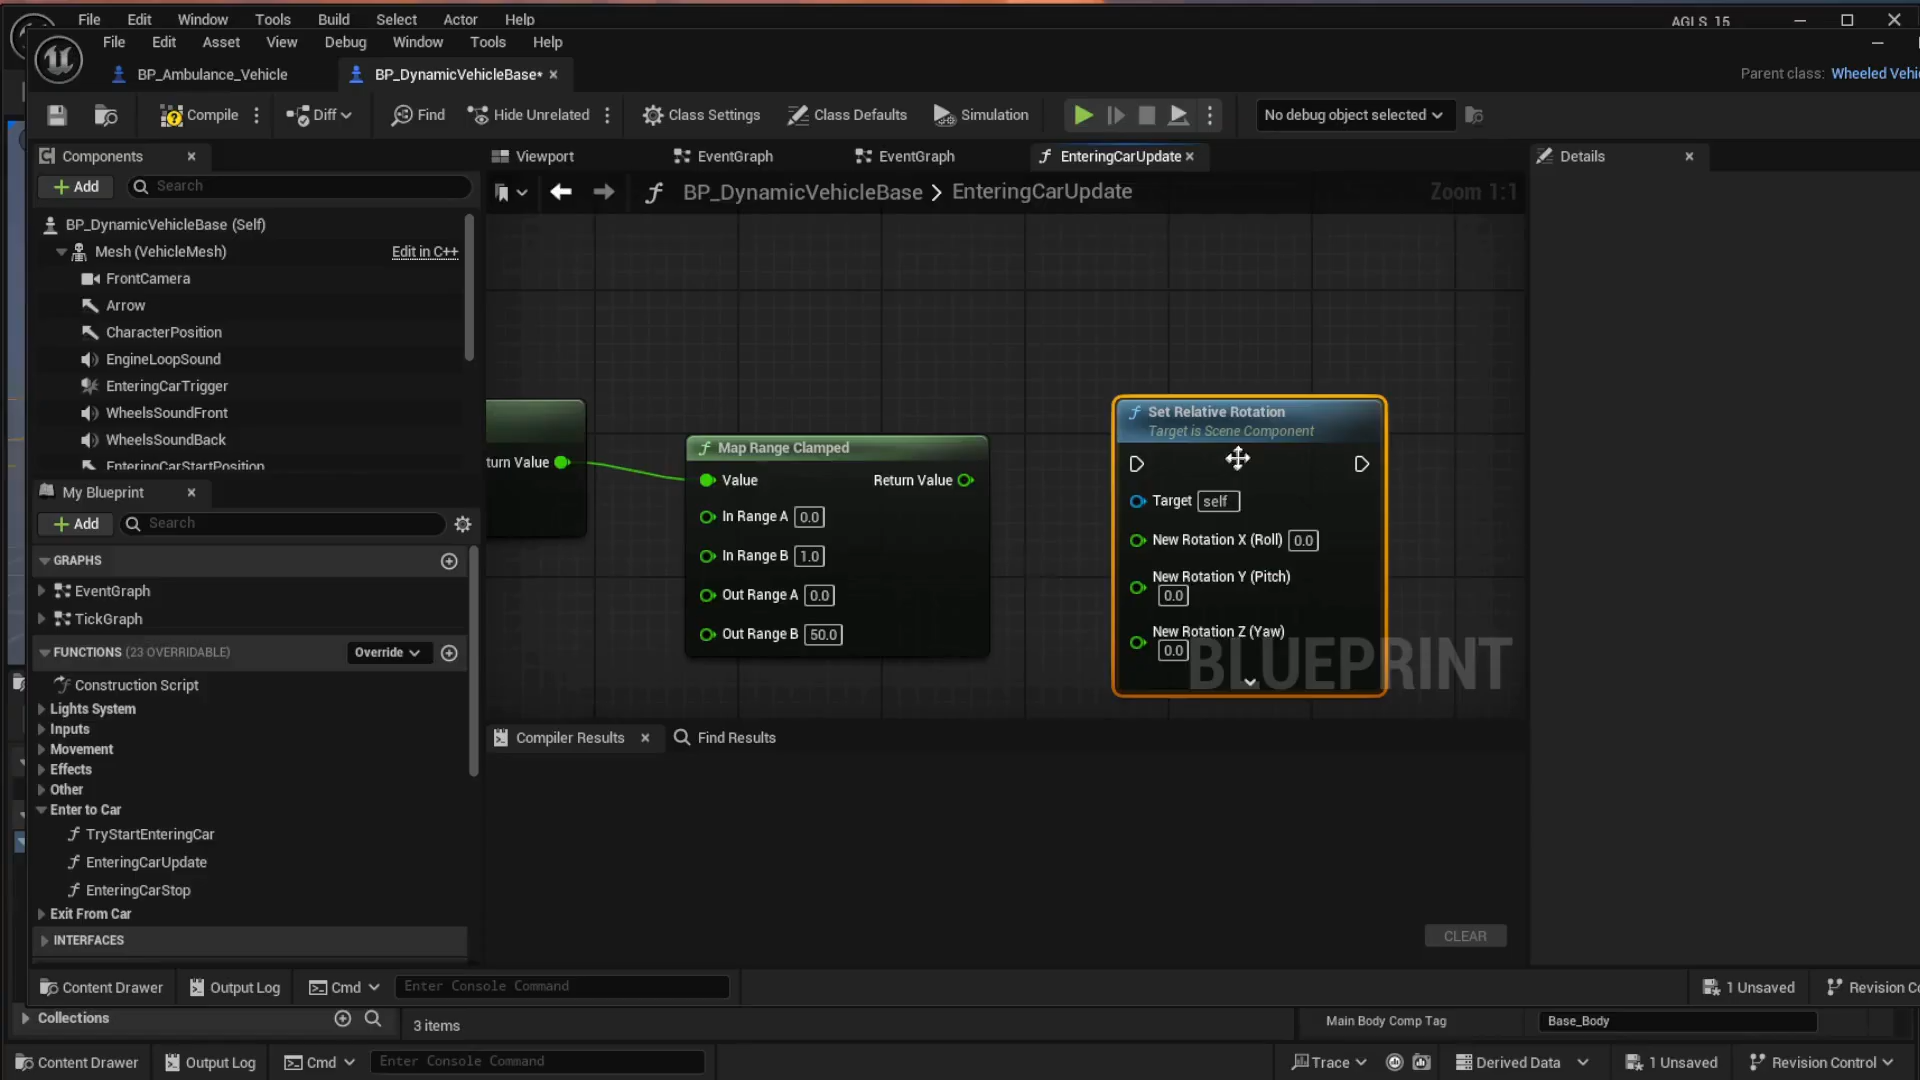 File Edit Window Tools Build Select Actor Help
AGLS_15
File Edit Asset View Debug Window Tools Help
BP_Ambulance_Vehicle
BP_DynamicVehicleBase*
Parent class: Wheeled Vehi
Compile
Diff
Find
Hide Unrelated
Class Settings
Class Defaults
Simulation
No debug object selected
Components
Viewport
EventGraph
EventGraph
EnteringCarUpdate
Details
+ Add
Search
BP_DynamicVehicleBase > EnteringCarUpdate
Zoom 1:1
BP_DynamicVehicleBase (Self)
Mesh (VehicleMesh)
Edit in C++
FrontCamera
Arrow
CharacterPosition
EngineLoopSound
EnteringCarTrigger
WheelsSoundFront
WheelsSoundBack
EnteringCarStartPosition
turn Value
Map Range Clamped
Value
Return Value
In Range A 0.0
In Range B 1.0
Out Range A 0.0
Out Range B 50.0
Set Relative Rotation
Target is Scene Component
Target self
New Rotation X (Roll) 0.0
New Rotation Y (Pitch)
0.0
New Rotation Z (Yaw)
0.0
BLUEPRINT
My Blueprint
+ Add
Search
GRAPHS
EventGraph
TickGraph
FUNCTIONS (23 OVERRIDABLE)
Override
Construction Script
Lights System
Inputs
Movement
Effects
Other
Enter to Car
TryStartEnteringCar
EnteringCarUpdate
EnteringCarStop
Exit From Car
INTERFACES
Compiler Results
Find Results
CLEAR
Content Drawer
Output Log
Cmd
Enter Console Command
1 Unsaved
Revision Co
Collections
3 items
Main Body Comp Tag
Base_Body
Content Drawer
Output Log
Cmd
Enter Console Command
Trace
Derived Data
1 Unsaved
Revision Control